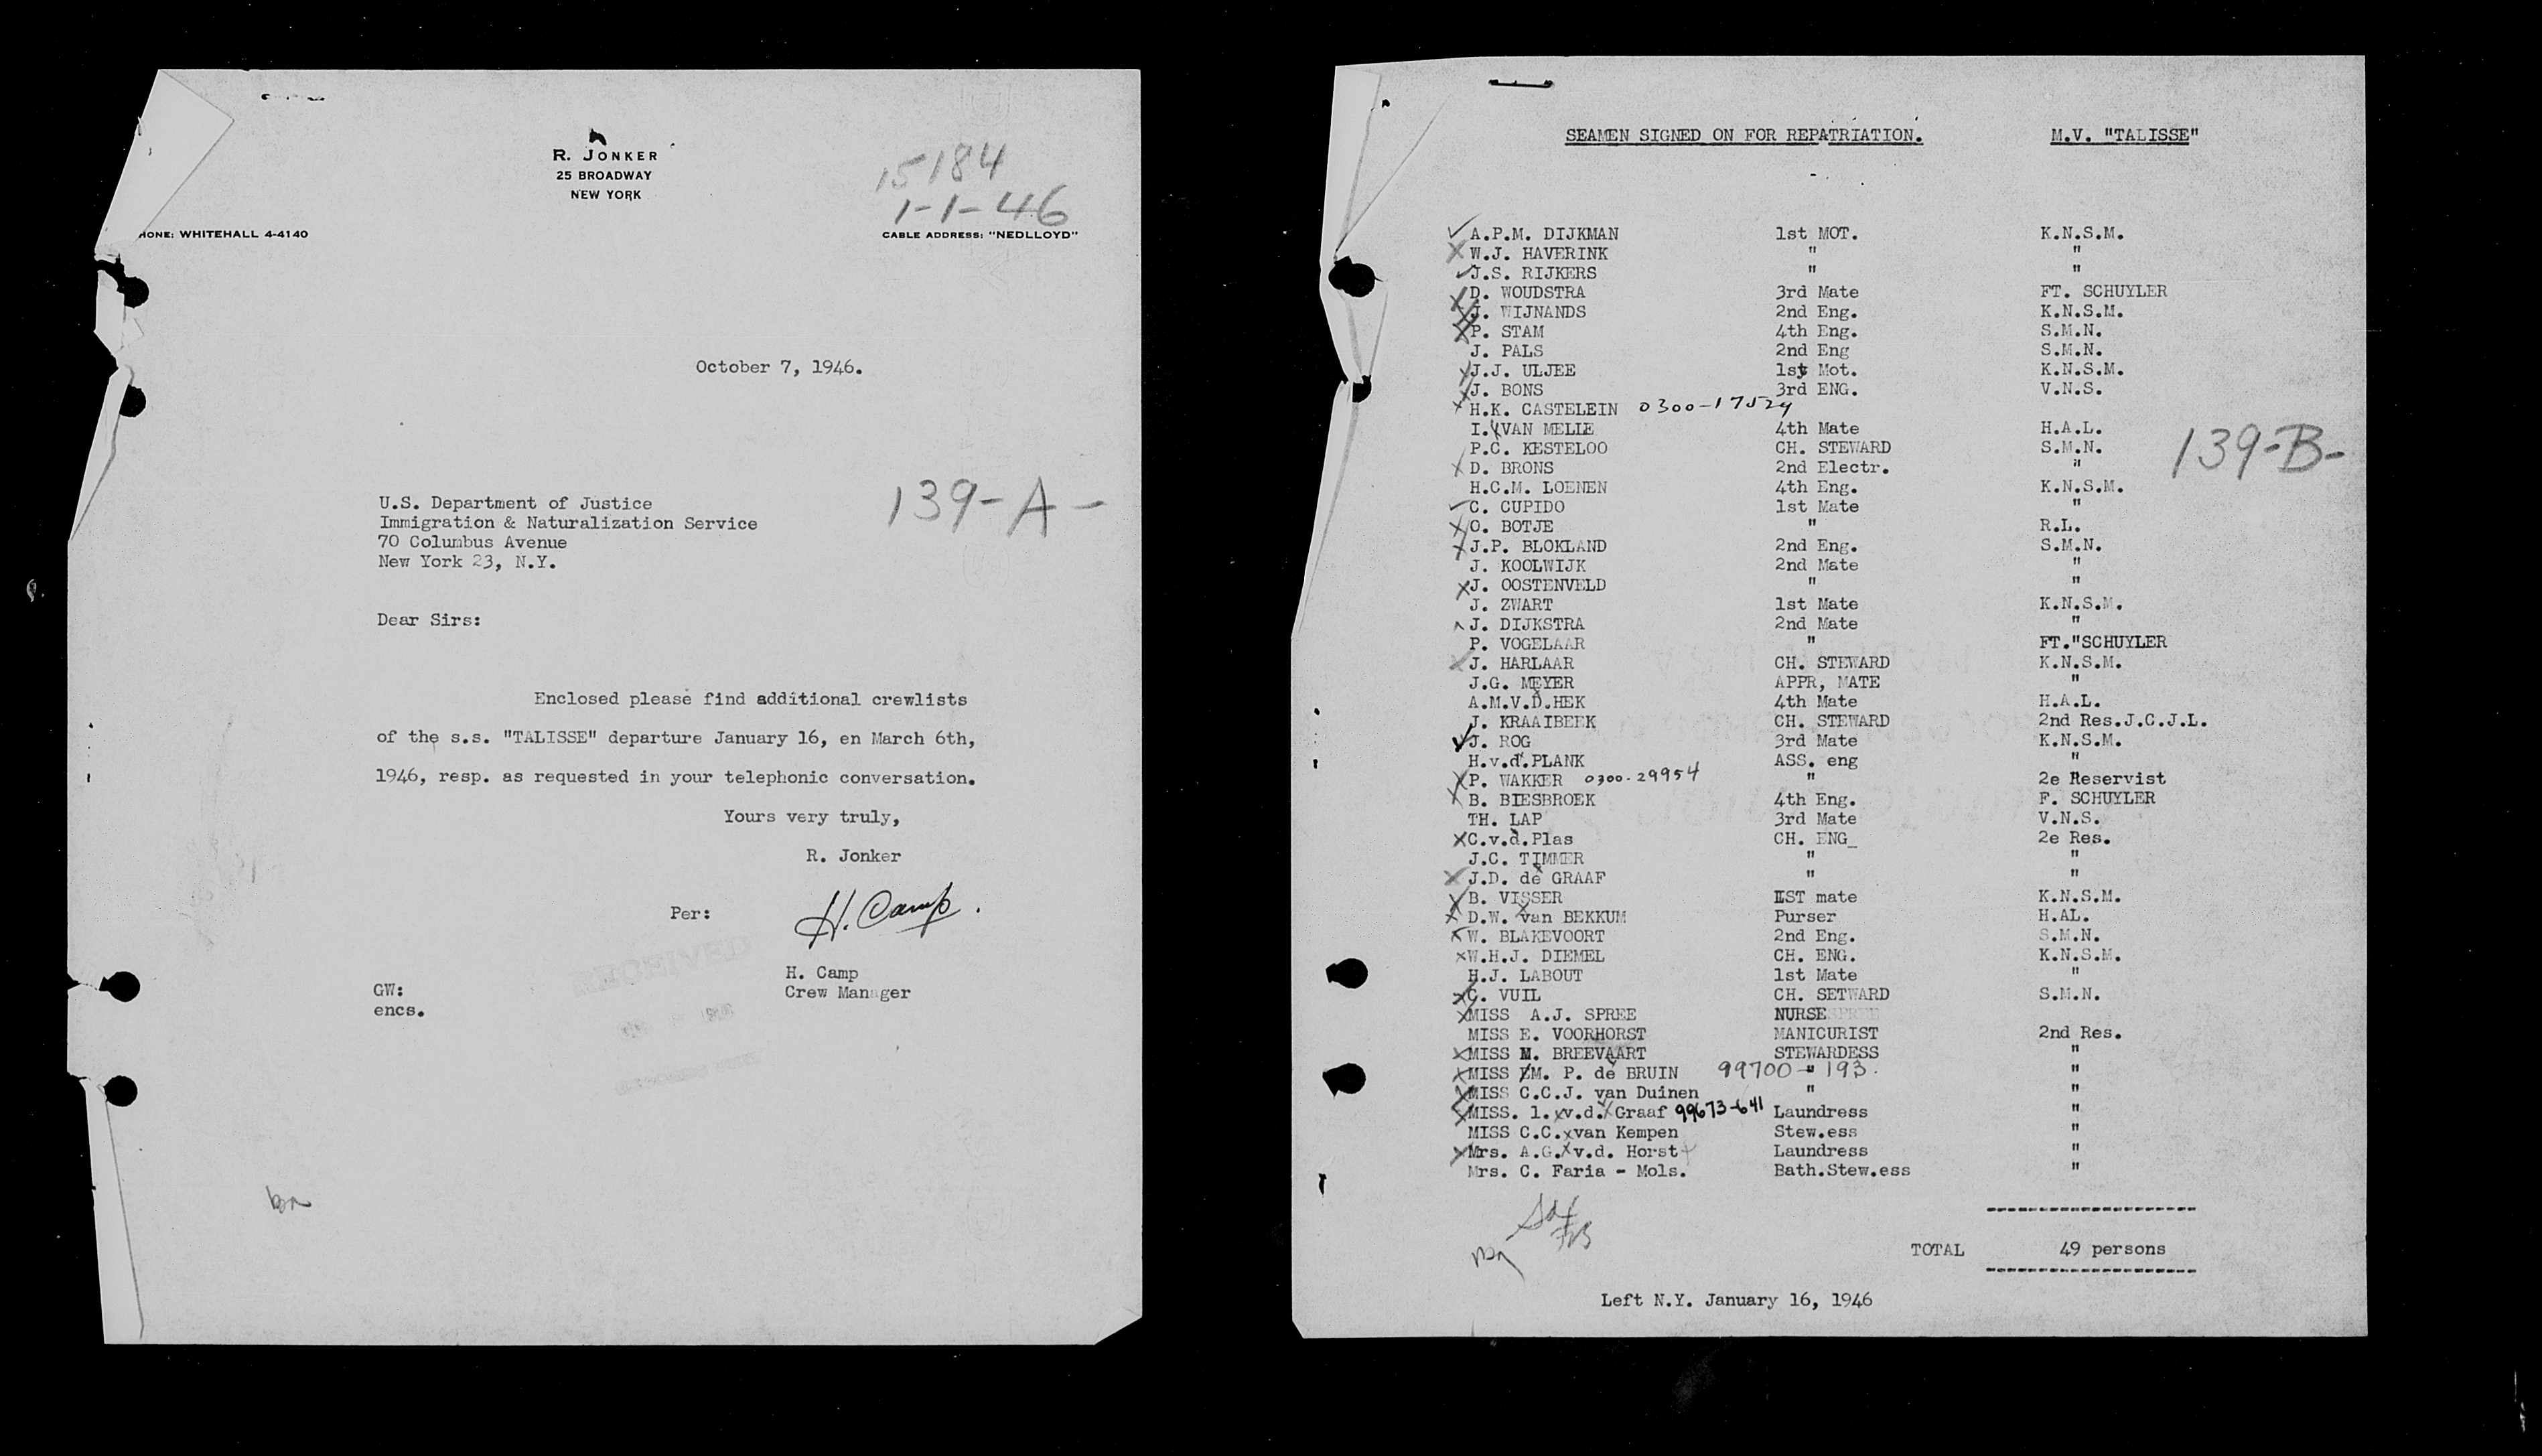 R. JONKER
25 BROADWAY
NEW YORK
15184
1-1-46
HONE: WHITEHALL 4-4140
CABLE ADDRESS: "NEDLLOYD"
October 7, 1946.
139-A-
U.S. Department of Justice
Immigration & Naturalization Service
70 Columbus Avenue
New York 23, N.Y.
Dear Sirs:
Enclosed please find additional crewlists
of the s.s. "TALISSE" departure January 16, en March 6th,
1946, resp. as requested in your telephonic conversation.
Yours very truly,
R. Jonker
Per: H. Camp.
H. Camp
GW: Crew Manager
encs.
SEAMEN SIGNED ON FOR REPATRIATION. M.V. "TALISSE"
A.P.M. DIJKMAN 1st MOT. K.N.S.M.
W.J. HAVERINK " "
J.S. RIJKERS " "
D. WOUDSTRA 3rd Mate FT. SCHUYLER
J. WIJNANDS 2nd Eng. K.N.S.M.
P. STAM 4th Eng. S.M.N.
J. PALS 2nd Eng S.M.N.
J.J. ULJEE 1st Mot. K.N.S.M.
J. BONS 3rd ENG. V.N.S.
H.K. CASTELEIN 0300-17524
I. VAN MELLE 4th Mate H.A.L.
P.C. KESTELOO CH. STEWARD S.M.N.
139-B-
D. BRONS 2nd Electr. "
H.C.M. LOENEN 4th Eng. K.N.S.M.
C. CUPIDO 1st Mate "
O. BOTJE " R.L.
J.P. BLOKLAND 2nd Eng. S.M.N.
J. KOOLWIJK 2nd Mate "
J. OOSTENVELD " "
J. ZWART 1st Mate K.N.S.M.
J. DIJKSTRA 2nd Mate "
P. VOGELAAR " FT."SCHUYLER
J. HARLAAR CH. STEWARD K.N.S.M.
J.G. MEYER APPR, MATE "
A.M.V.D.HEK 4th Mate H.A.L.
J. KRAAIBEEK CH. STEWARD 2nd Res.J.C.J.L.
J. ROG 3rd Mate K.N.S.M.
H.v.d.PLANK ASS. eng "
P. WAKKER 0300-29954 " 2e Reservist
B. BIESBROEK 4th Eng. F. SCHUYLER
TH. LAP 3rd Mate V.N.S.
C.v.d.Plas CH. ENG_ 2e Res.
J.C. TIMMER " "
J.D. de GRAAF " "
B. VISSER IST mate K.N.S.M.
D.W. van BEKKUM Purser H.AL.
W. BLAKEVOORT 2nd Eng. S.M.N.
W.H.J. DIEMEL CH. ENG. K.N.S.M.
H.J. LABOUT 1st Mate "
C. VUIL CH. SETWARD S.M.N.
MISS A.J. SPREE NURSE
MISS E. VOORHORST MANICURIST 2nd Res.
MISS M. BREEVAART STEWARDESS "
MISS M. P. de BRUIN 99700 - 193. " "
MISS C.C.J. van Duinen " "
MISS. l. v.d. Graaf 99673-641 Laundress "
MISS C.C. van Kempen Stew.ess "
Mrs. A.G. v.d. Horst Laundress "
Mrs. C. Faria - Mols. Bath.Stew.ess "
TOTAL 49 persons
Left N.Y. January 16, 1946